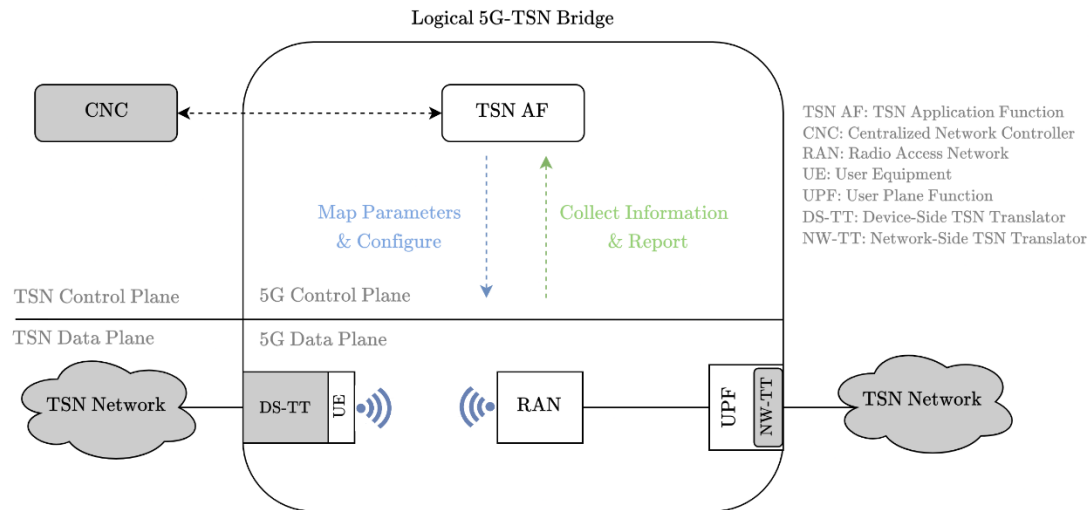 Logical 5G-TSN Bridge
CNC
TSN AF
TSN AF: TSN Application Function
CNC: Centralized Network Controller
RAN: Radio Access Network
UE: User Equipment
UPF: User Plane Function
DS-TT: Device-Side TSN Translator
NW-TT: Network-Side TSN Translator
Map Parameters
& Configure
Collect Information
& Report
TSN Control Plane
5G Control Plane
TSN Data Plane
5G Data Plane
TSN Network
DS-TT
UE
RAN
UPF
NW-TT
TSN Network